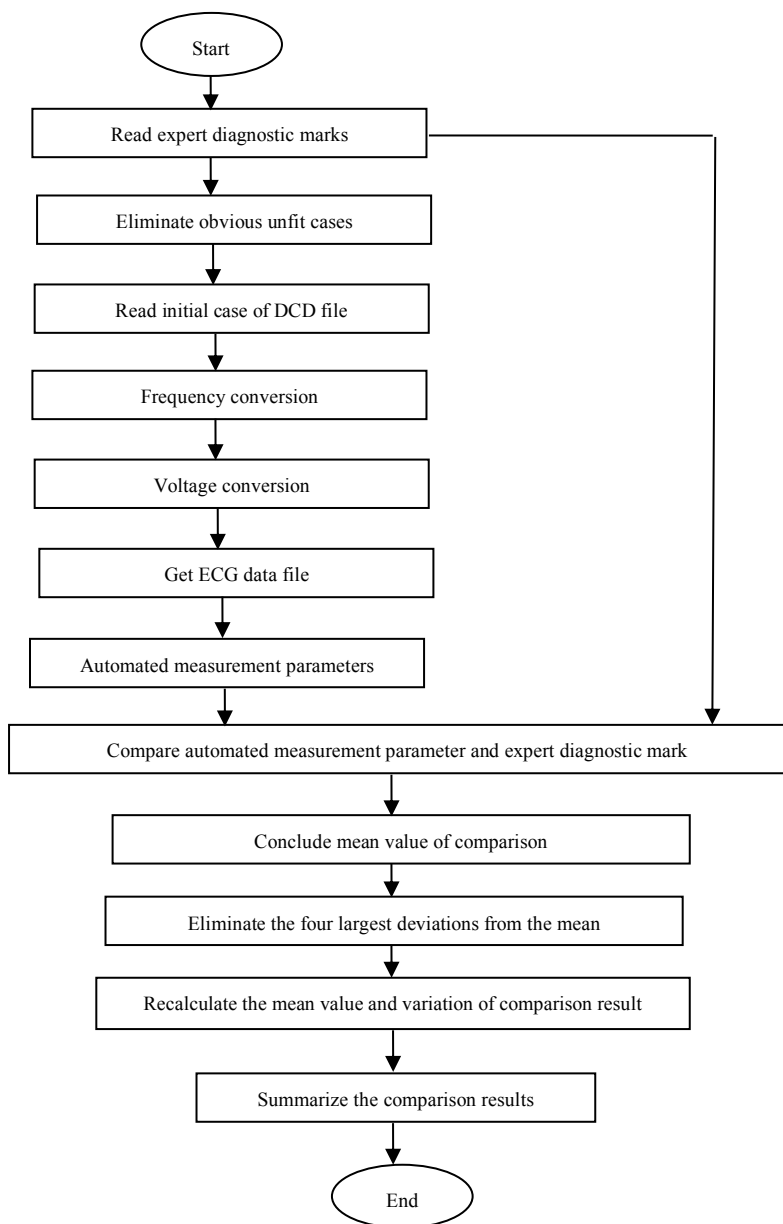 Start
Read expert diagnostic marks
Eliminate obvious unfit cases
Read initial case of DCD file
Frequency conversion
Voltage conversion
Get ECG data file
Automated measurement parameters
Compare automated measurement parameter and expert diagnostic mark
Conclude mean value of comparison
Eliminate the four largest deviations from the mean
Recalculate the mean value and variation of comparison result
Summarize the comparison results
End